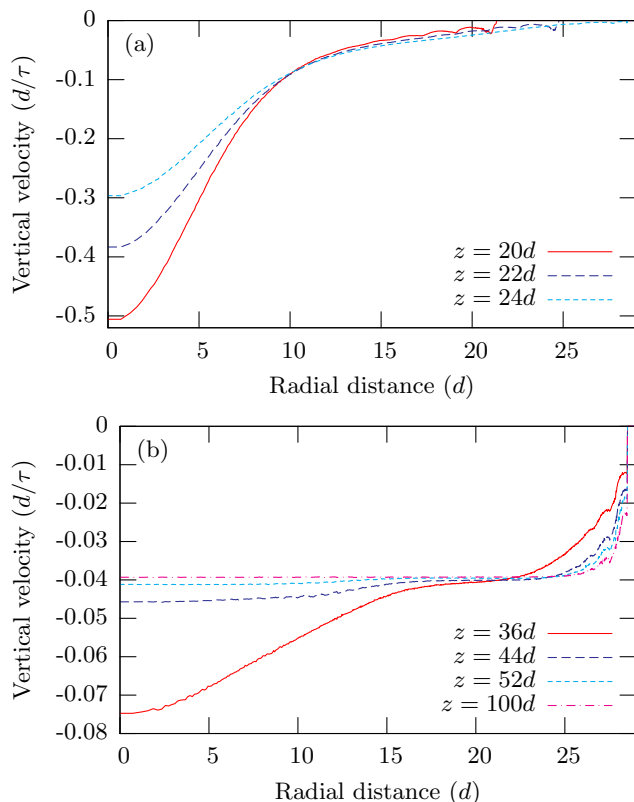 (a)
Vertical velocity (d/τ)
0
-0.1
-0.2
-0.3
-0.4
-0.5
z = 20d
z = 22d
z = 24d
0 5 10 15 20 25
Radial distance (d)
(b)
Vertical velocity (d/τ)
0
-0.01
-0.02
-0.03
-0.04
-0.05
-0.06
-0.07
-0.08
z = 36d
z = 44d
z = 52d
z = 100d
0 5 10 15 20 25
Radial distance (d)